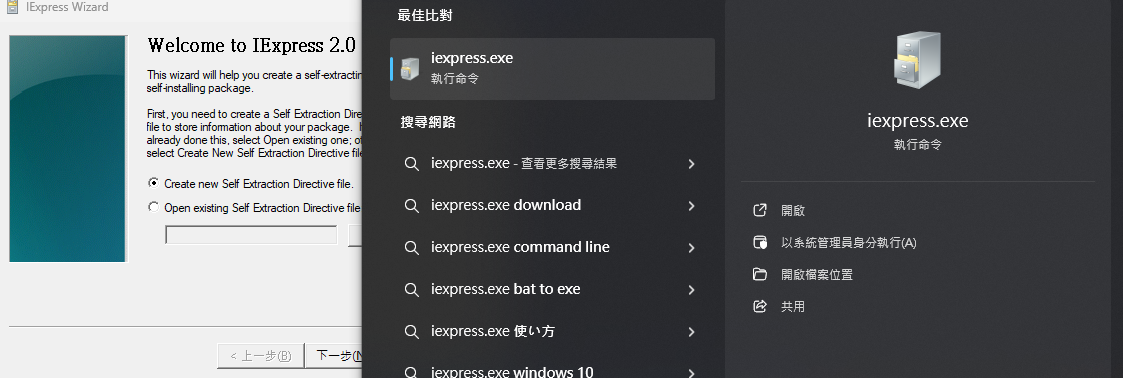 IExpress Wizard
Welcome to IExpress 2.0
This wizard will help you create a self-extractin
self-installing package.
First, you need to create a Self Extraction Dire
file to store information about your package. I
already done this, select Open existing one; ot
select Create New Self Extraction Directive file
Create new Self Extraction Directive file.
Open existing Self Extraction Directive file
< 上一步(B)
下一步(N
最佳比對
iexpress.exe
執行命令
搜尋網路
iexpress.exe - 查看更多搜尋結果
iexpress.exe download
iexpress.exe command line
iexpress.exe bat to exe
iexpress.exe 使い方
iexpress.exe windows 10
iexpress.exe
執行命令
開啟
以系統管理員身分執行(A)
開啟檔案位置
共用